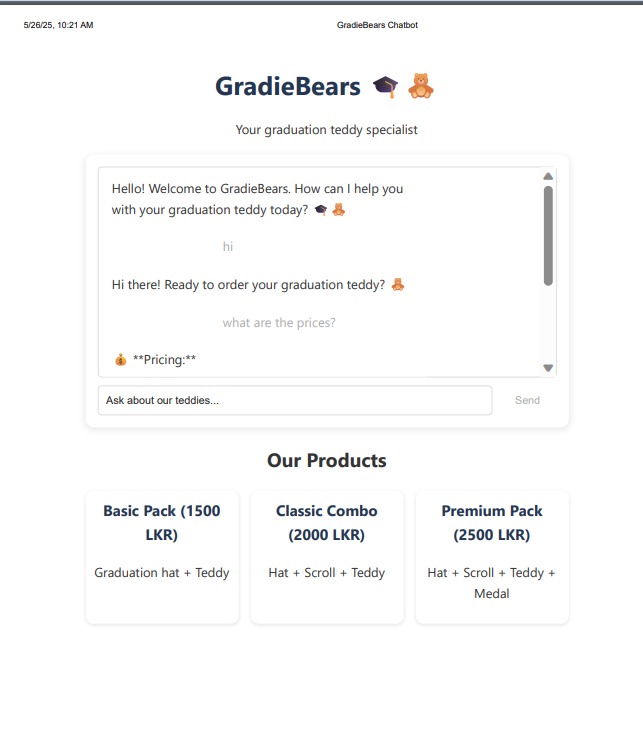 5/26/25, 10:21 AM GradieBears Chatbot
GradieBears 🎓 🧸
Your graduation teddy specialist
Hello! Welcome to GradieBears. How can I help you
with your graduation teddy today? 🎓 🧸
hi
Hi there! Ready to order your graduation teddy? 🧸
what are the prices?
💰 **Pricing:**
Ask about our teddies...
Send
Our Products
Basic Pack (1500
LKR)
Graduation hat + Teddy
Classic Combo
(2000 LKR)
Hat + Scroll + Teddy
Premium Pack
(2500 LKR)
Hat + Scroll + Teddy +
Medal